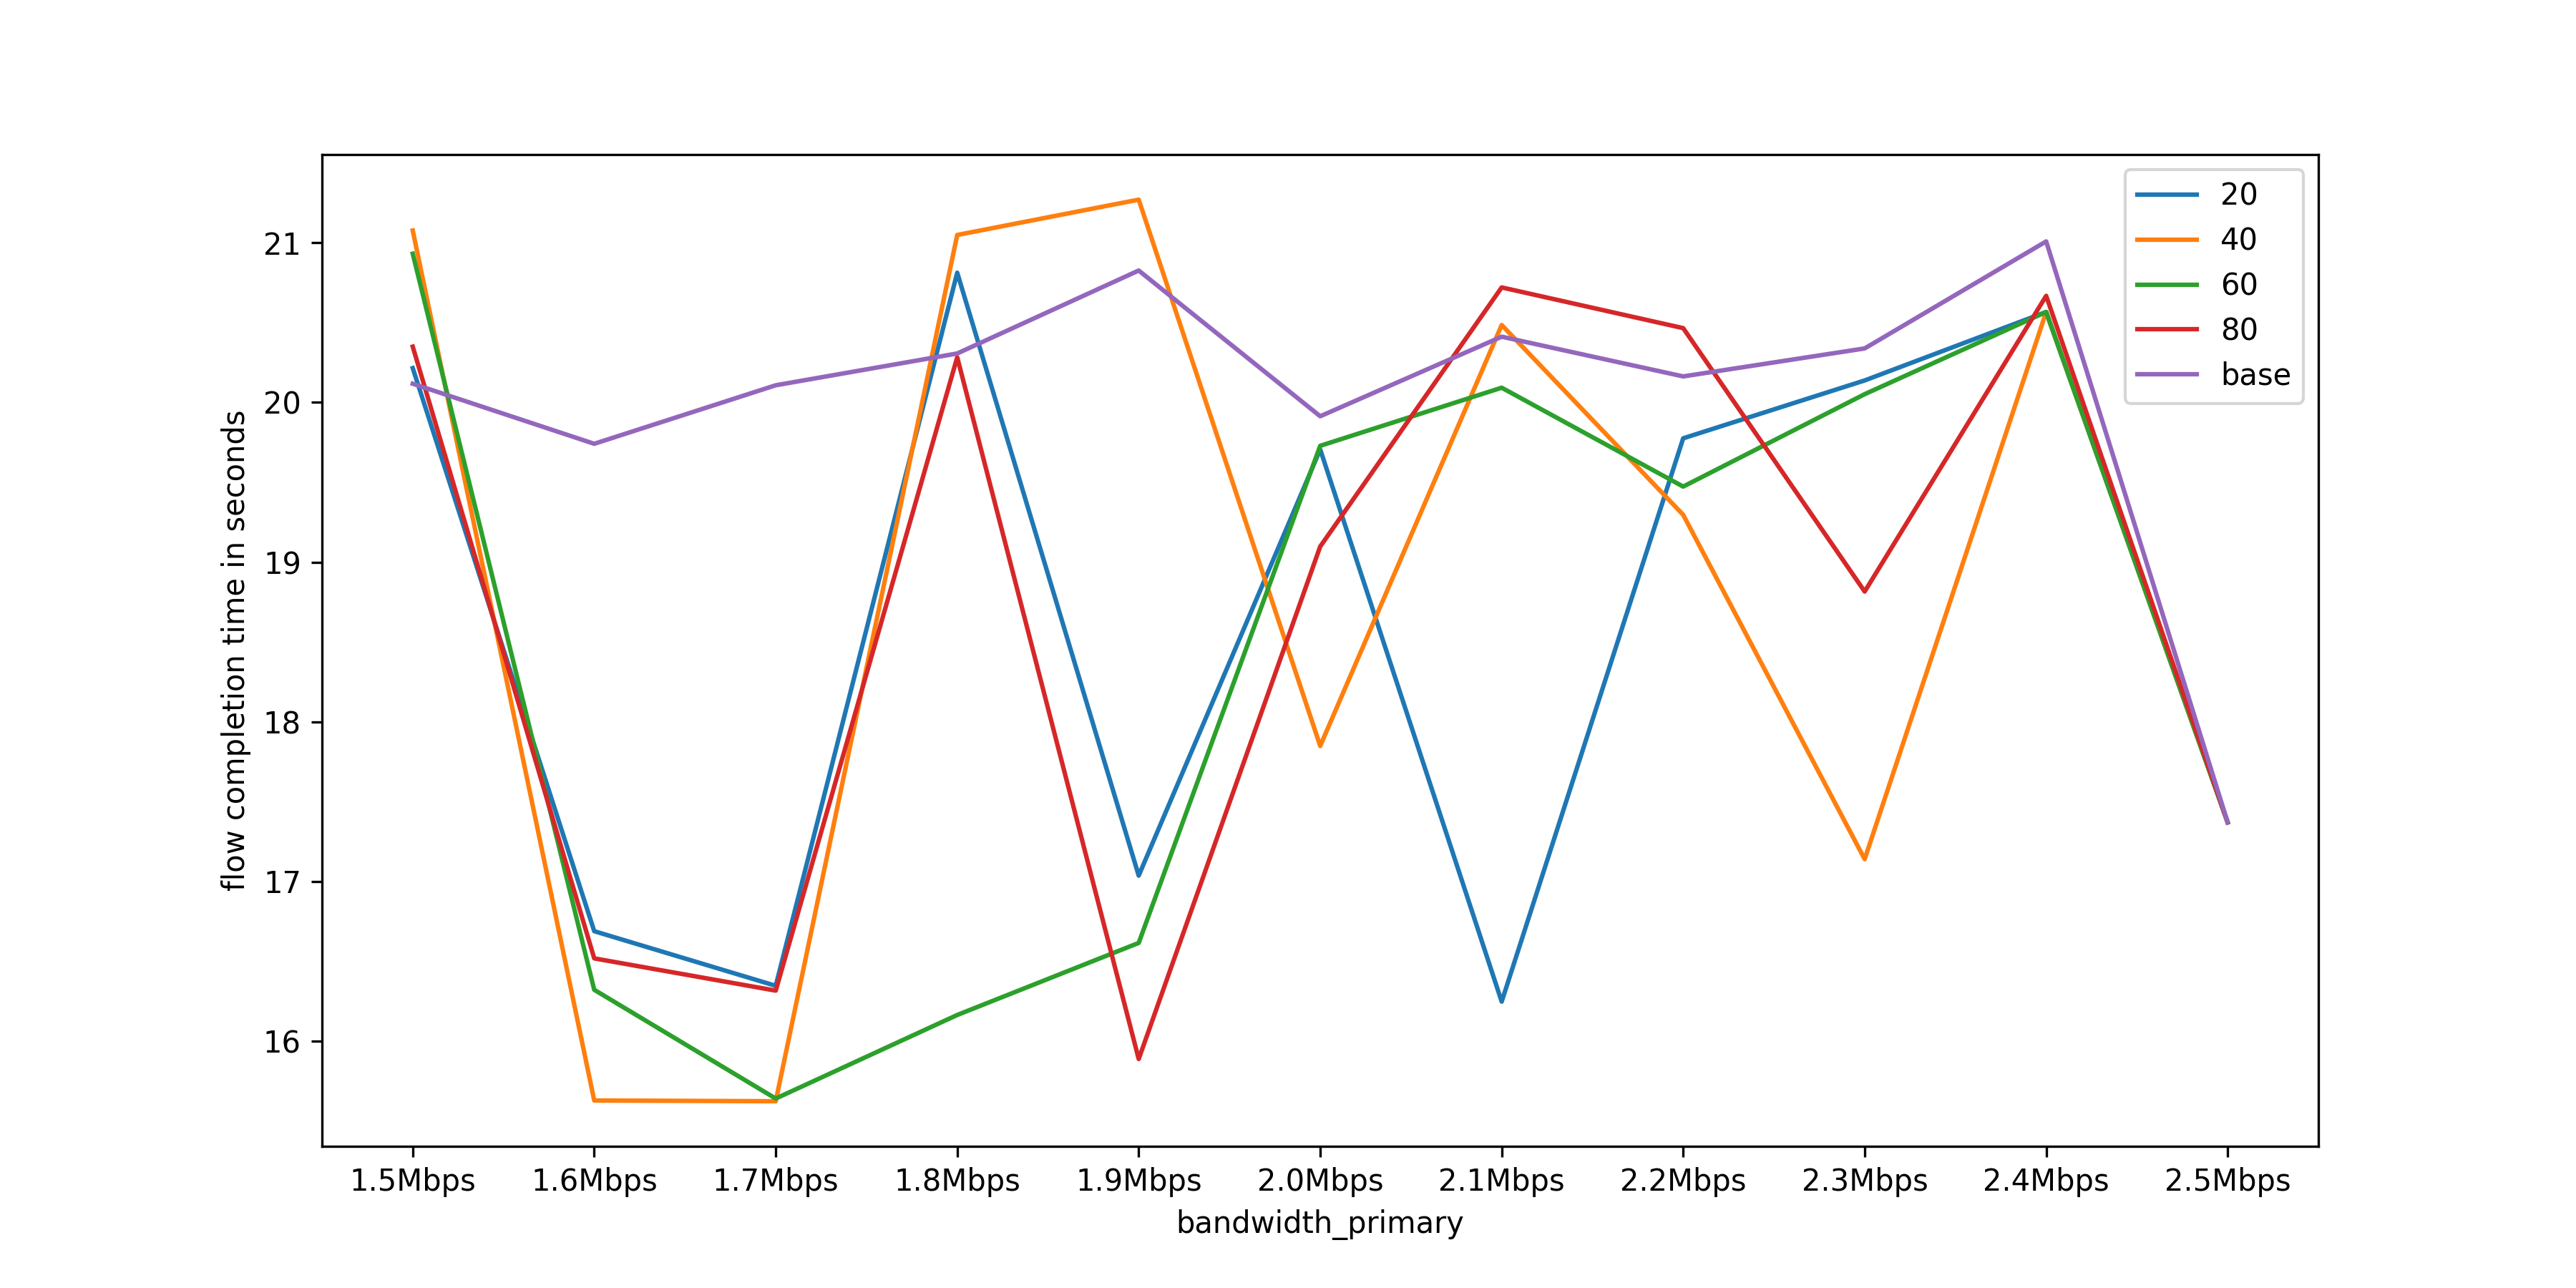 20
40
60
80
base
21
20
19
18
17
16
flow completion time in seconds
1.5Mbps 1.6Mbps 1.7Mbps 1.8Mbps 1.9Mbps 2.0Mbps 2.1Mbps 2.2Mbps 2.3Mbps 2.4Mbps 2.5Mbps
bandwidth_primary